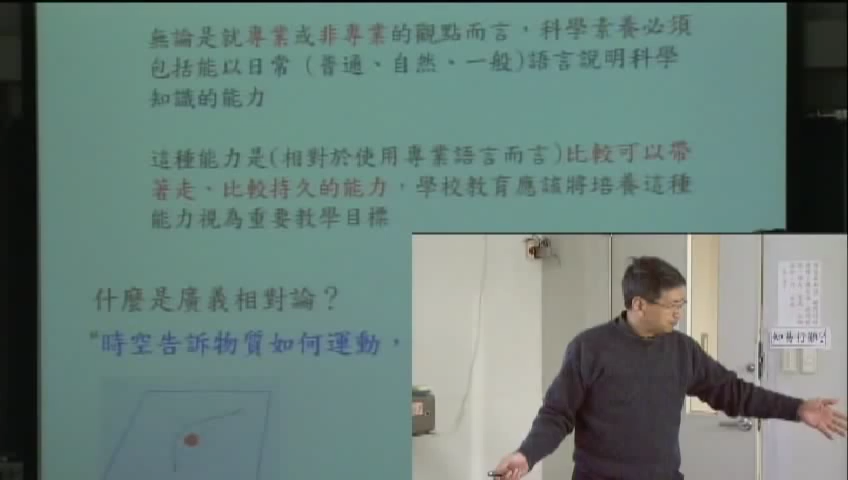 無論是就專業或非專業的觀點而言，科學素養必須
包括能以日常（普通、自然、一般)語言說明科學
知識的能力
這種能力是(相對於使用專業語言而言)比較可以帶
著走、比較持久的能力，學校教育應該將培養這種
能力視為重要教學目標
什麼是廣義相對論？
"時空告訴物質如何運動，
知易行難